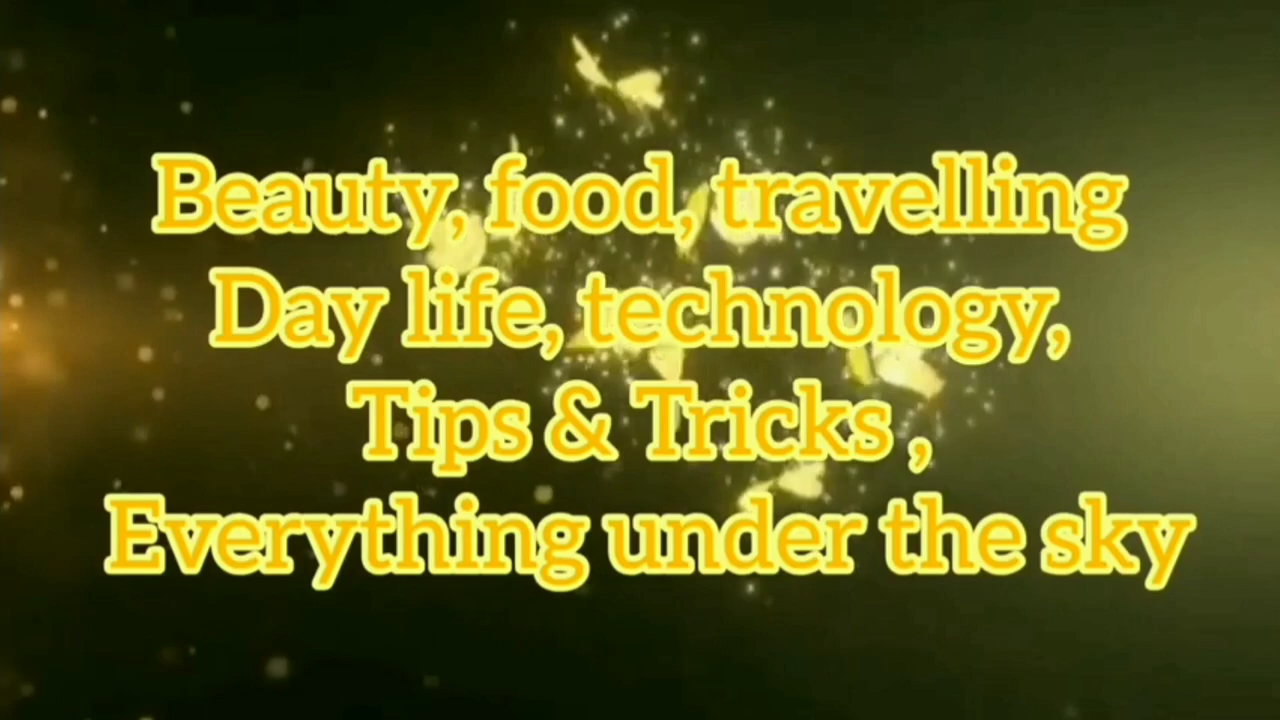 Beauty, food, travelling
Day life, technology,
Tips & Tricks ,
Everything under the sky